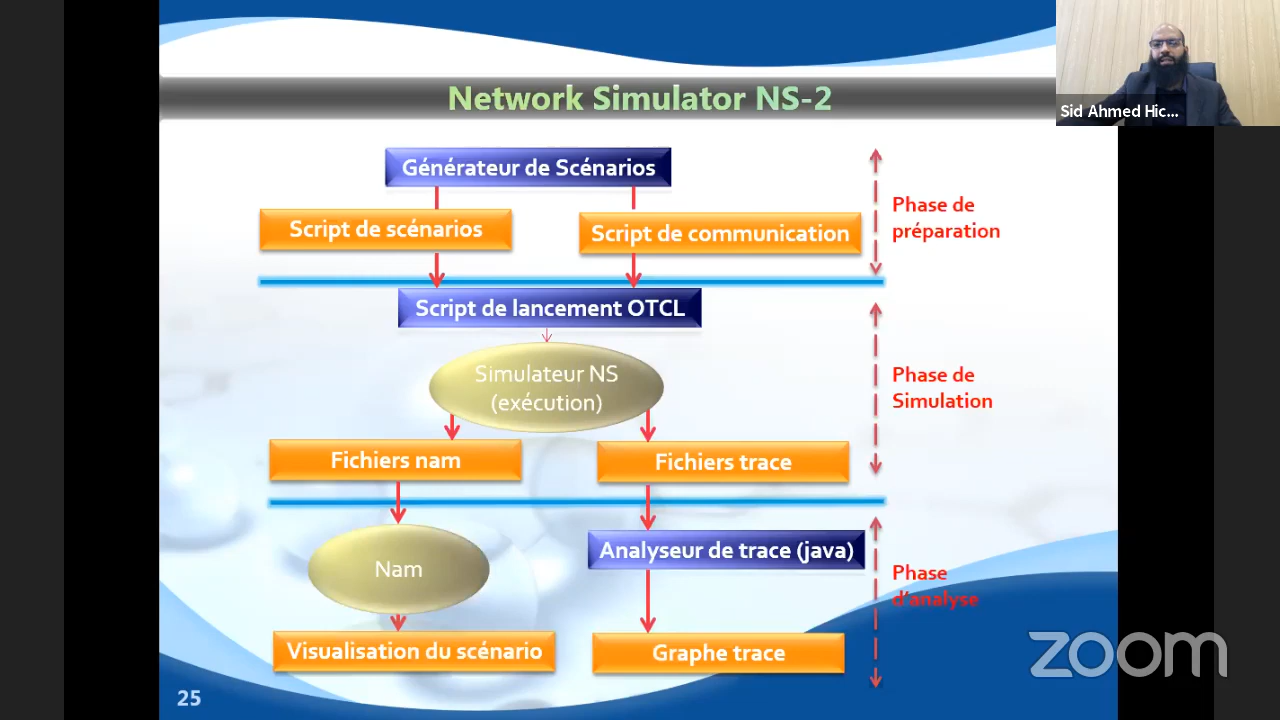 Network Simulator NS-2
Sid Ahmed Hic...
Générateur de Scénarios
Script de scénarios
Script de communication
Phase de
préparation
Script de lancement OTCL
Simulateur NS
(exécution)
Phase de
Simulation
Fichiers nam
Fichiers trace
Nam
Analyseur de trace (java)
Phase
d'analyse
Visualisation du scénario
Graphe trace
zoom
25